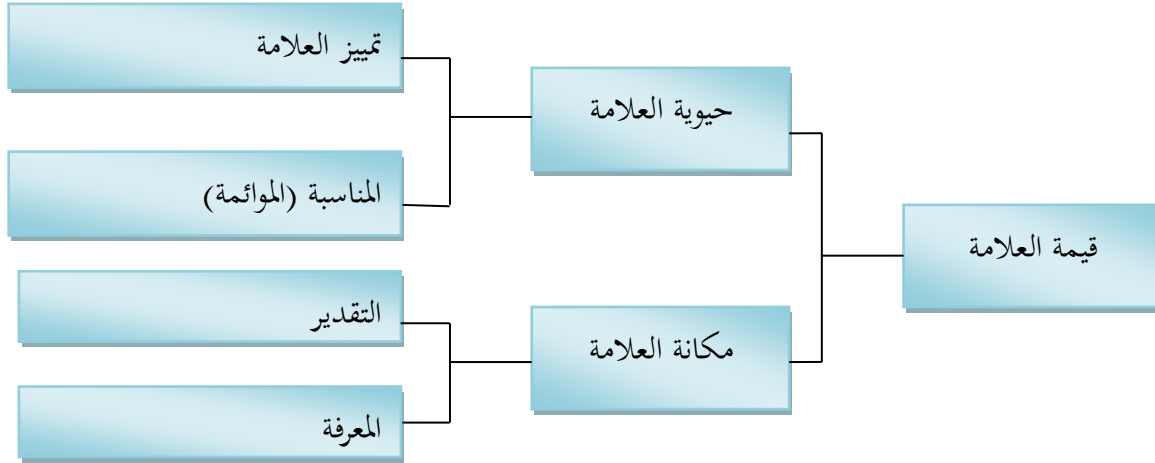 تمييز العلامة
حيوية العلامة
المناسبة (الموائمة)
قيمة العلامة
التقدير
مكانة العلامة
المعرفة